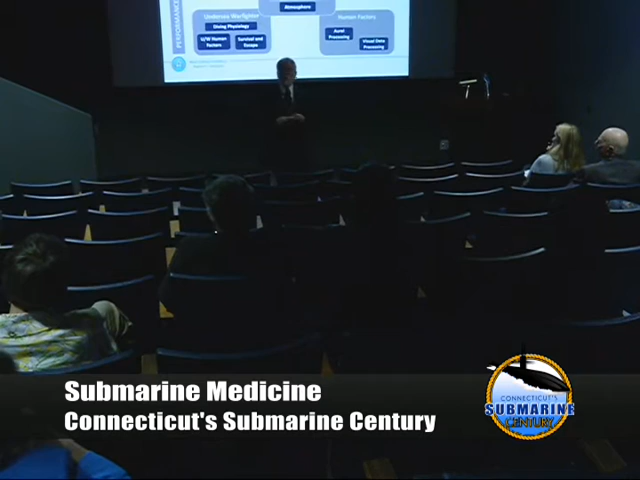 PERFORMANCE
Atmosphere
Undersea Warfighter
Diving Physiology
U/W Human
Factors
Survival and
Escape
Human Factors
Aural
Processing
Visual Data
Processing
Submarine Medicine
Connecticut's Submarine Century
CONNECTICUT'S
SUBMARINE
CENTURY